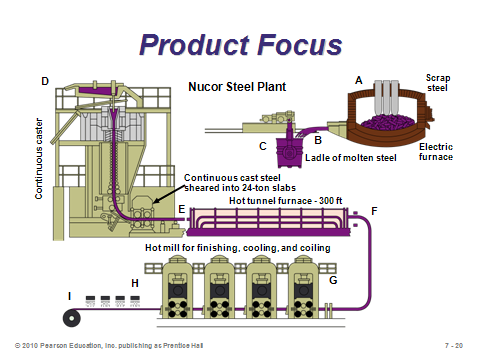 Product Focus
Nucor Steel Plant
D
A
Scrap
steel
Continuous caster
C
B
Ladle of molten steel
Electric
furnace
Continuous cast steel
sheared into 24-ton slabs
Hot tunnel furnace - 300 ft
E
F
Hot mill for finishing, cooling, and coiling
G
H
I
© 2010 Pearson Education, Inc. publishing as Prentice Hall
7 - 20